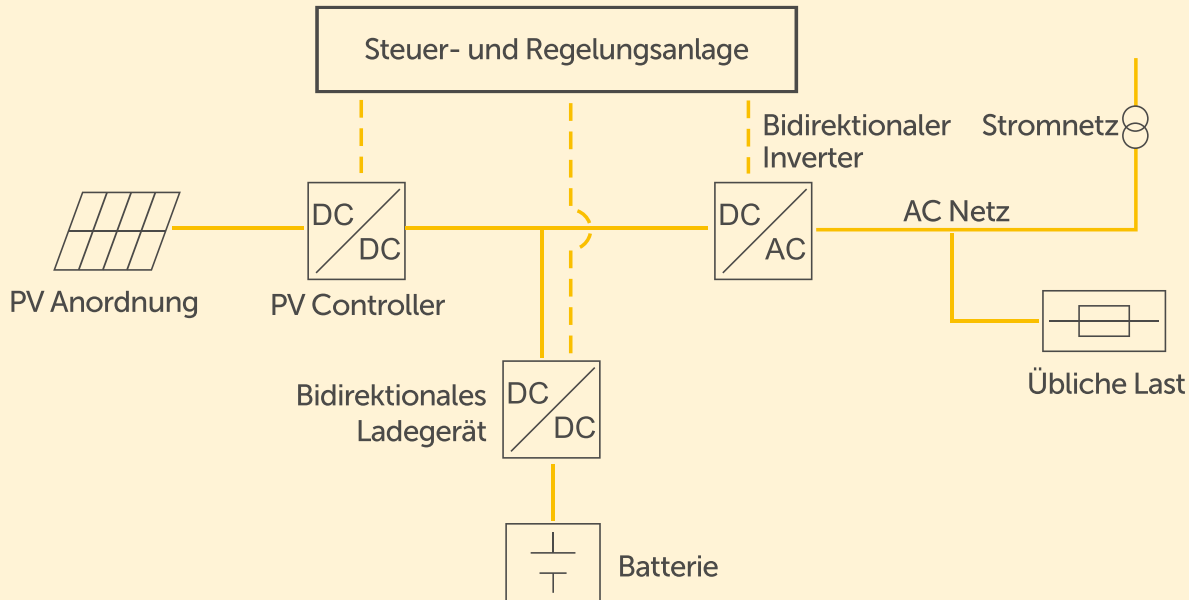 Steuer- und Regelungsanlage
Bidirektionaler
Inverter
Stromnetz
DC
DC
DC
AC
AC Netz
PV Anordnung
PV Controller
Bidirektionales
Ladegerät
DC
DC
Übliche Last
Batterie